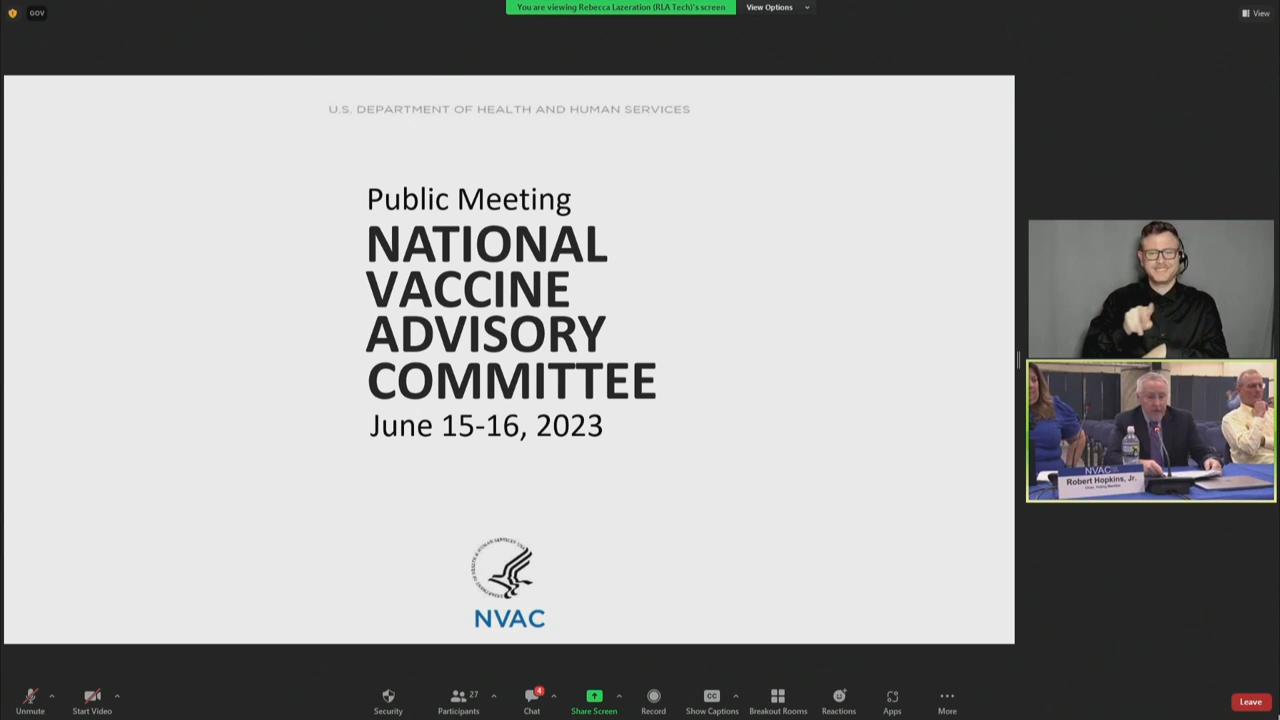 GOV
You are viewing Rebecca Lazeration (RLA Tech)'s screen
View Options
View
U.S. DEPARTMENT OF HEALTH AND HUMAN SERVICES
Public Meeting
NATIONAL
VACCINE
ADVISORY
COMMITTEE
June 15-16, 2023
NVAC
NVAC
Robert Hopkins, Jr.
Unmute
Start Video
Security
27
Participants
4
Chat
Share Screen
Record
CC
Show Captions
Breakout Rooms
Reactions
Apps
More
Leave